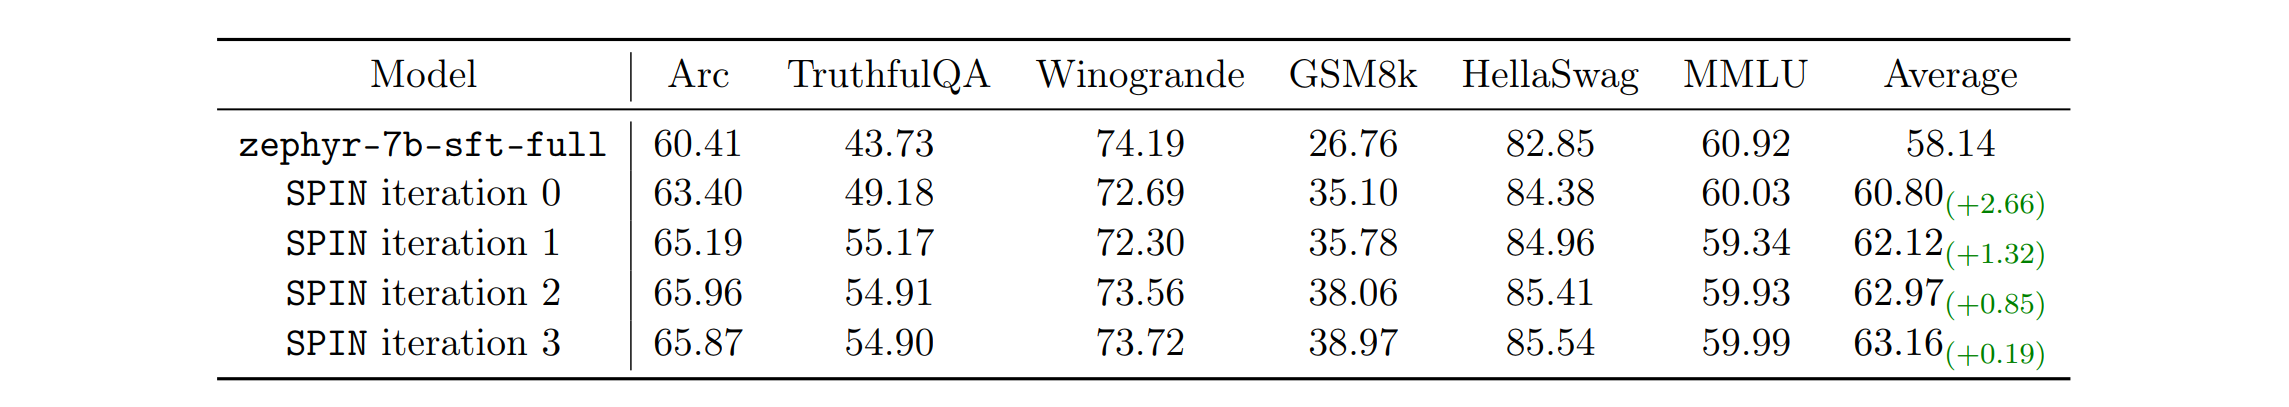 Model Arc TruthfulQA Winogrande GSM8k HellaSwag MMLU Average
zephyr-7b-sft-full 60.41 43.73 74.19 26.76 82.85 60.92 58.14
SPIN iteration 0 63.40 49.18 72.69 35.10 84.38 60.03 60.80(+2.66)
SPIN iteration 1 65.19 55.17 72.30 35.78 84.96 59.34 62.12(+1.32)
SPIN iteration 2 65.96 54.91 73.56 38.06 85.41 59.93 62.97(+0.85)
SPIN iteration 3 65.87 54.90 73.72 38.97 85.54 59.99 63.16(+0.19)